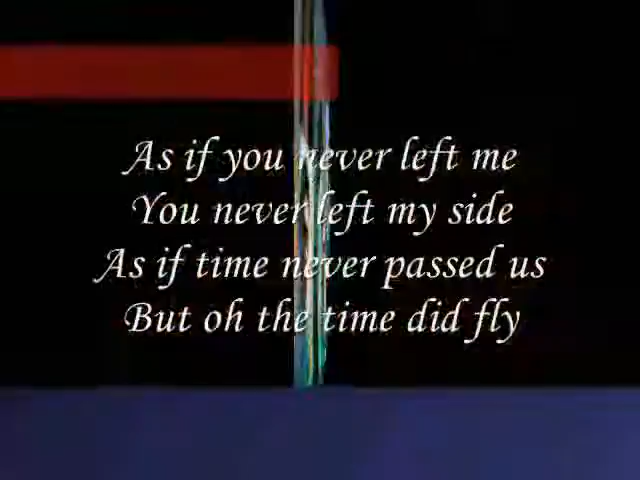 As if you never left me
You never left my side
As if time never passed us
But oh the time did fly